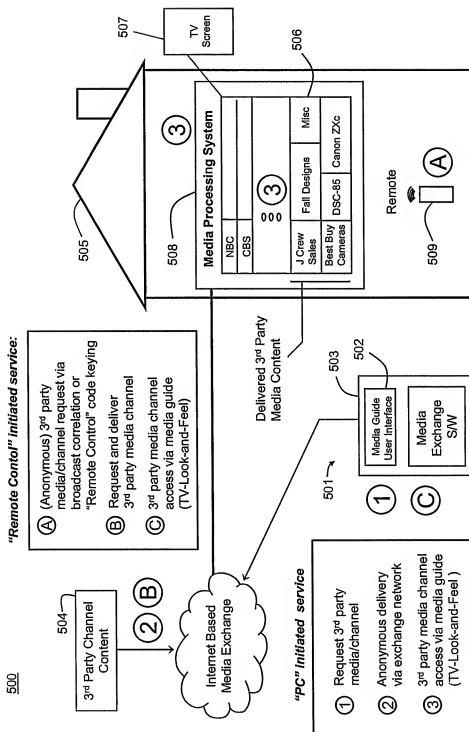 500
"Remote Contol" initiated service:
Ⓐ (Anonymous) 3rd party
media/channel request via
broadcast correlation or
"Remote Control" code keying
Ⓑ Request and deliver
3rd party media channel
Ⓒ 3rd party media channel
access via media guide
(TV-Look-and-Feel)
504
3rd Party Channel
Content
② Ⓑ
Internet Based
Media Exchange
505
③
508
Media Processing System
NBC
CBS
③
J Crew
Sales
Fall Designs
Misc
Best Buy
Cameras
DSC-85
Canon ZXc
507
TV
Screen
506
Delivered 3rd Party
Media Content
Remote
509
Ⓐ
"PC" Initiated service
① Request 3rd party
media/channel
② Anonymous delivery
via exchange network
③ 3rd party media channel
access via media guide
(TV-Look-and-Feel )
501
①
Ⓒ
503
502
Media Guide
User Interface
Media
Exchange
S/W